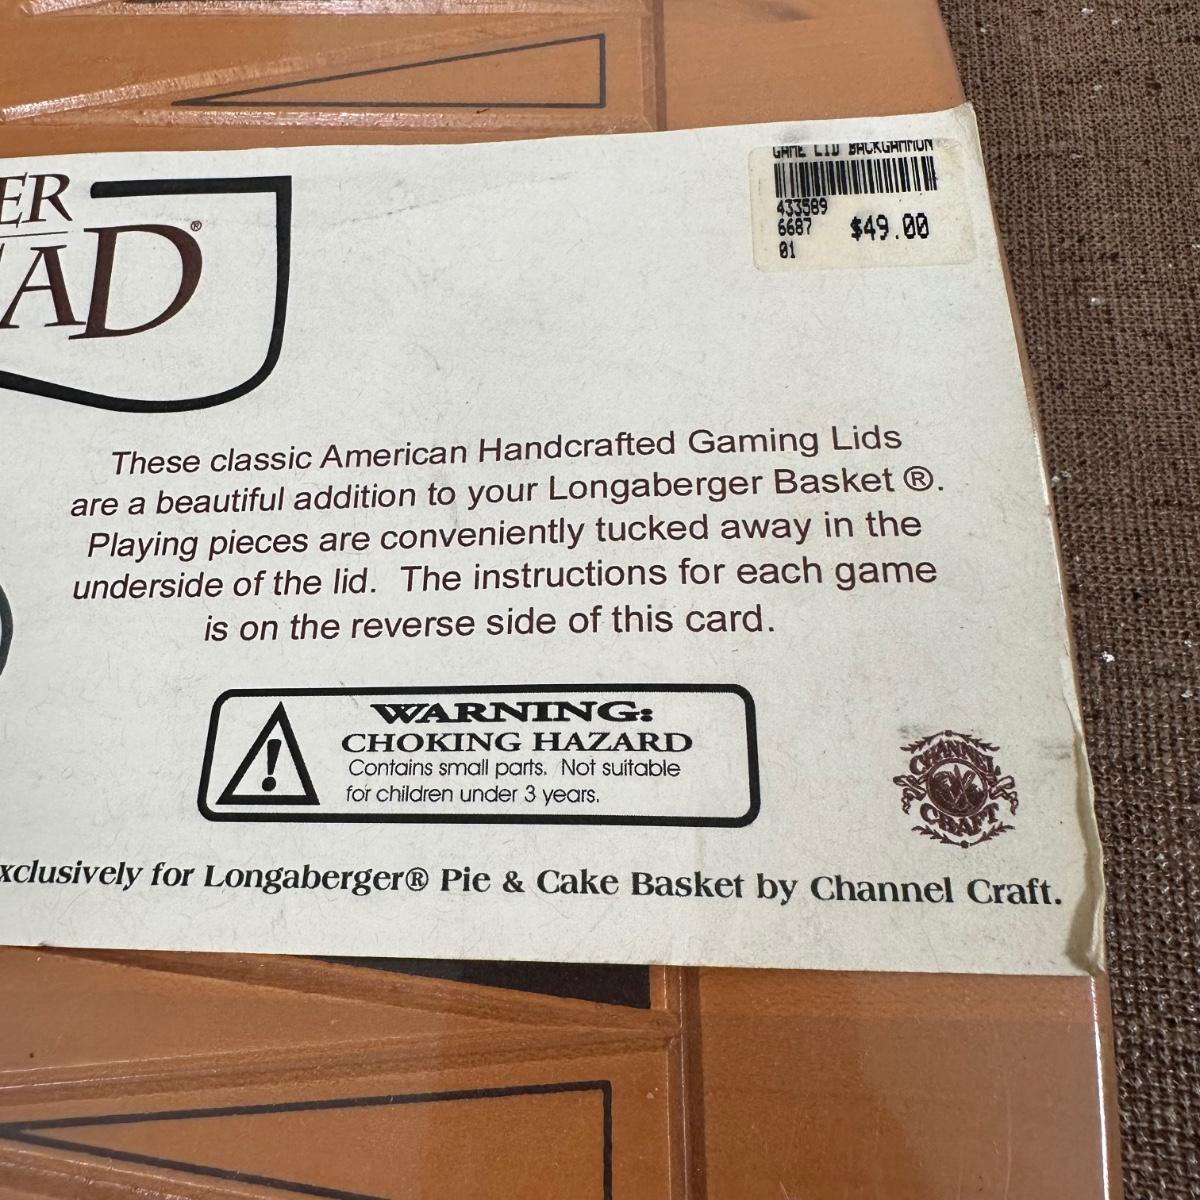 GAME LID BACKGAMMON
433589
6687 $49.00
01
ER
AD®
These classic American Handcrafted Gaming Lids
are a beautiful addition to your Longaberger Basket ®.
Playing pieces are conveniently tucked away in the
underside of the lid. The instructions for each game
is on the reverse side of this card.
WARNING:
CHOKING HAZARD
Contains small parts. Not suitable
for children under 3 years.
CHANNEL
CRAFT
xclusively for Longaberger® Pie & Cake Basket by Channel Craft.